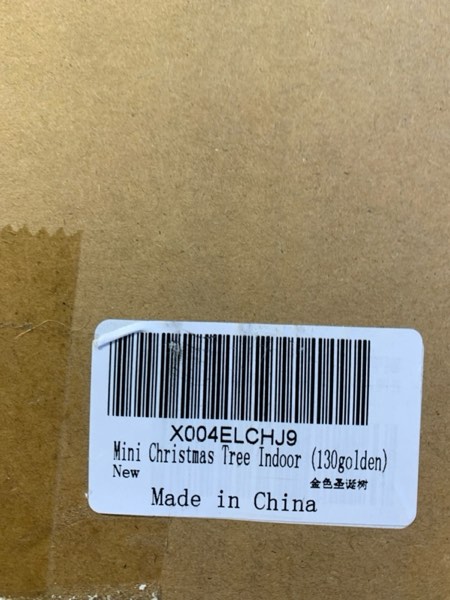 X004ELCHJ9
Mini Christmas Tree Indoor (130golden)
New
金色圣诞树
Made in China